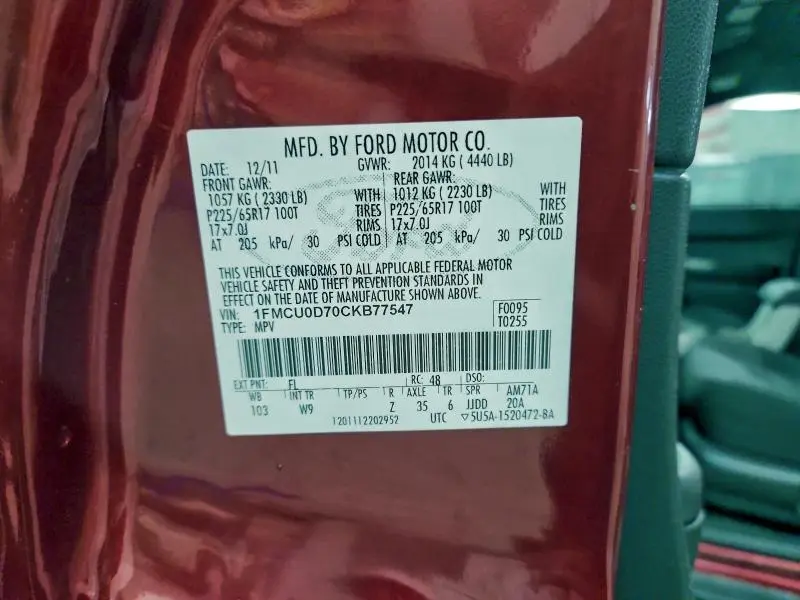 MFD. BY FORD MOTOR CO.
DATE: 12/11 GVWR: 2014 KG ( 4440 LB)
FRONT GAWR: REAR GAWR:
1057 KG ( 2330 LB) WITH 1012 KG ( 2230 LB) WITH
P225/65R17 100T TIRES P225/65R17 100T TIRES
17x7.0J RIMS 17x7.0J RIMS
AT 205 kPa/ 30 PSI COLD AT 205 kPa/ 30 PSI COLD
THIS VEHICLE CONFORMS TO ALL APPLICABLE FEDERAL MOTOR
VEHICLE SAFETY AND THEFT PREVENTION STANDARDS IN
EFFECT ON THE DATE OF MANUFACTURE SHOWN ABOVE.
VIN: 1FMCU0D70CKB77547 F0095
TYPE: MPV T0255
EXT PNT: FL RC: 48 DSO:
WB INT TR TP/PS R AXLE TR SPR AM71A
103 W9 Z 35 6 JJDD 20A
1201112202952 UTC ▽5U5A-1520472-BA